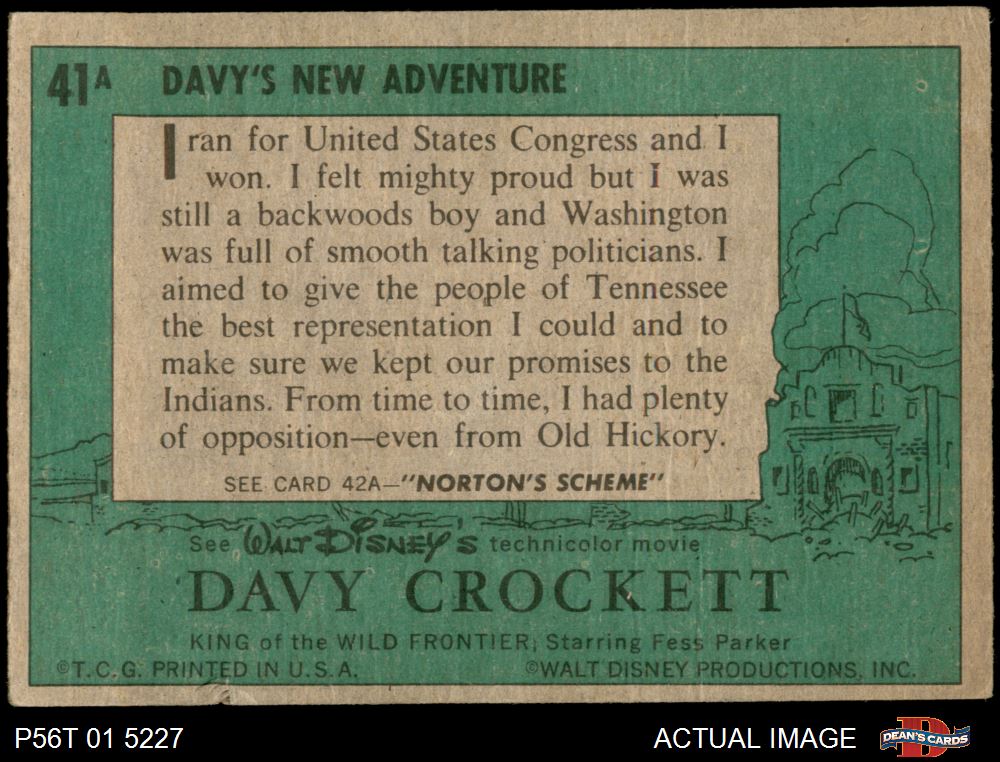 41A DAVY'S NEW ADVENTURE
I ran for United States Congress and I
won. I felt mighty proud but I was
still a backwoods boy and Washington
was full of smooth talking politicians. I
aimed to give the people of Tennessee
the best representation I could and to
make sure we kept our promises to the
Indians. From time to time, I had plenty
of opposition—even from Old Hickory.
SEE CARD 42A—"NORTON'S SCHEME"
See WALT DISNEY'S technicolor movie
DAVY CROCKETT
KING of the WILD FRONTIER, Starring Fess Parker
©T.C.G. PRINTED IN U.S.A. ©WALT DISNEY PRODUCTIONS, INC.
P56T 01 5227 ACTUAL IMAGE D DEAN'S CARDS